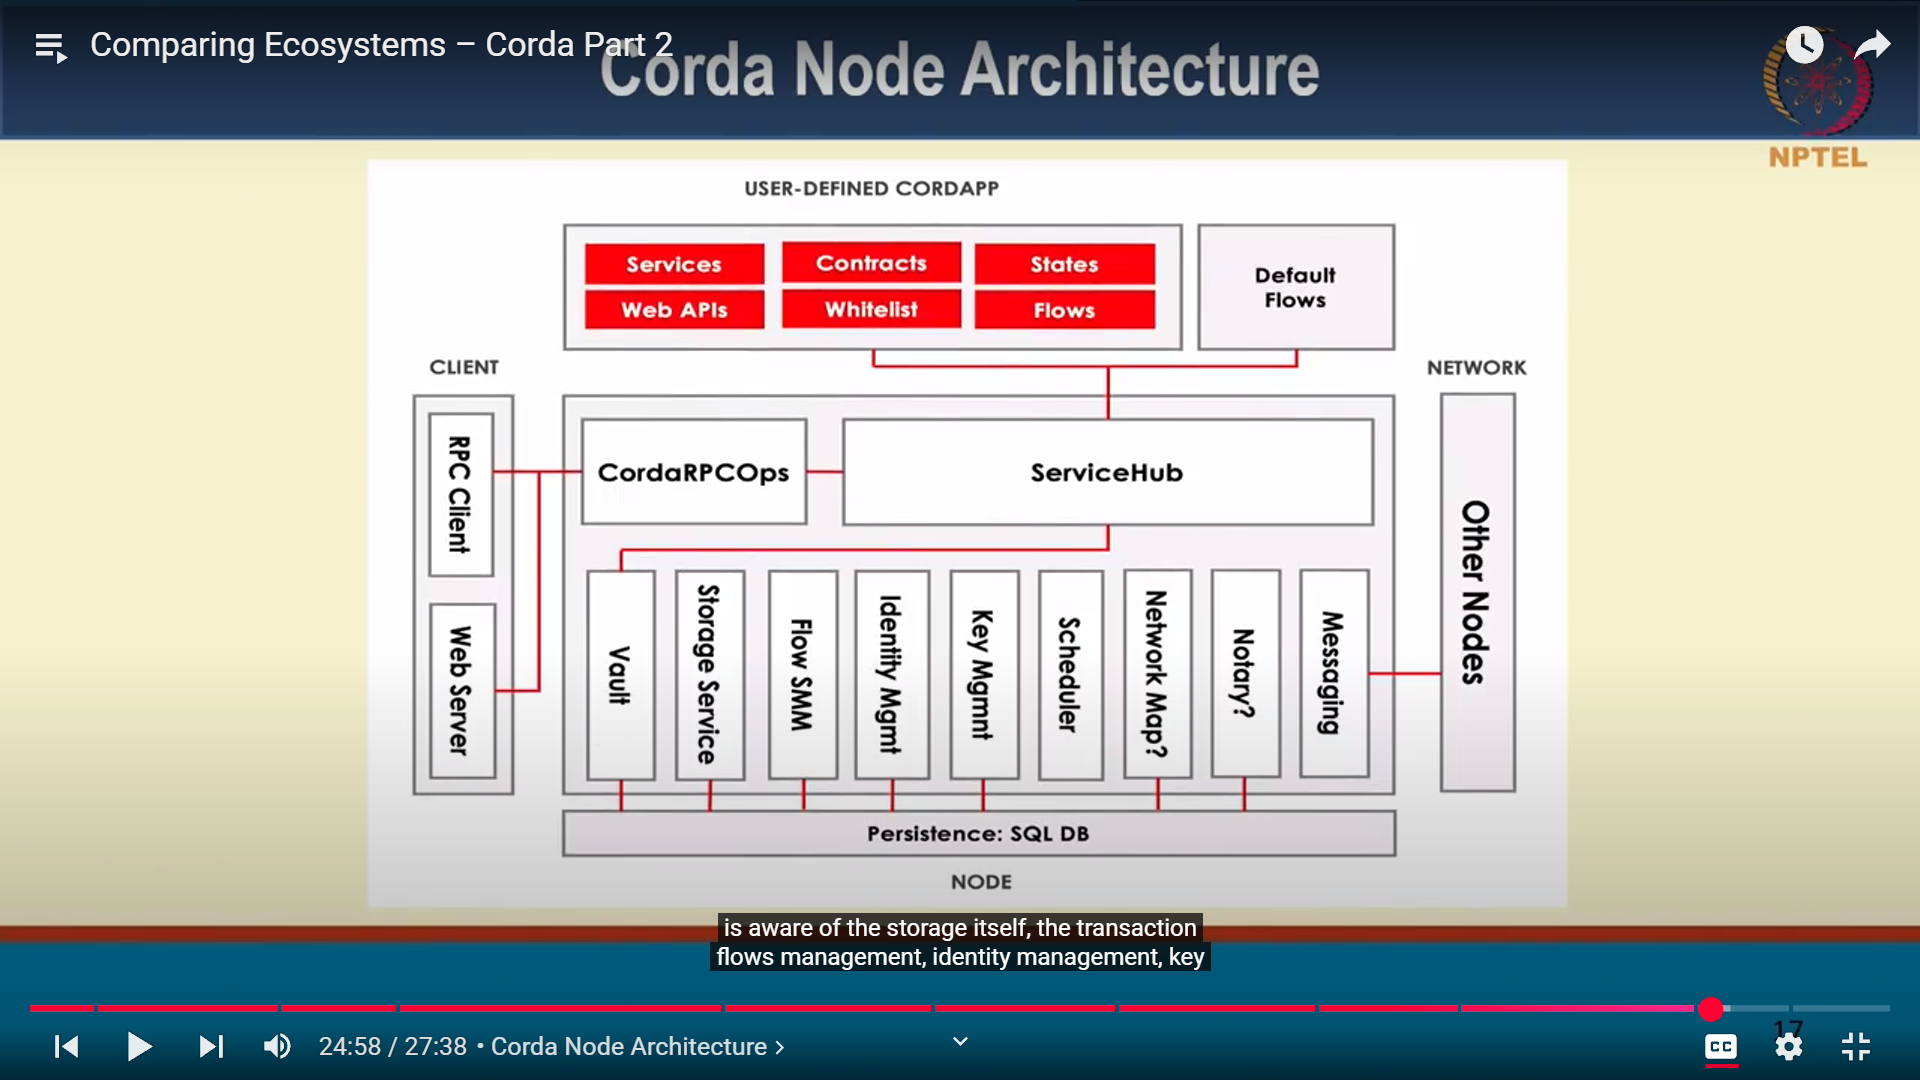 Comparing Ecosystems – Corda Part 2
Corda Node Architecture
NPTEL
USER-DEFINED CORDAPP
Services
Contracts
States
Web APIs
Whitelist
Flows
Default
Flows
CLIENT
NETWORK
RPC Client
Web Server
CordaRPCOps
ServiceHub
Vault
Storage Service
Flow SMM
Identity Mgmt
Key Mgmnt
Scheduler
Network Map?
Notary?
Messaging
Other Nodes
Persistence: SQL DB
NODE
is aware of the storage itself, the transaction
flows management, identity management, key
17
24:58 / 27:38 • Corda Node Architecture >
CC